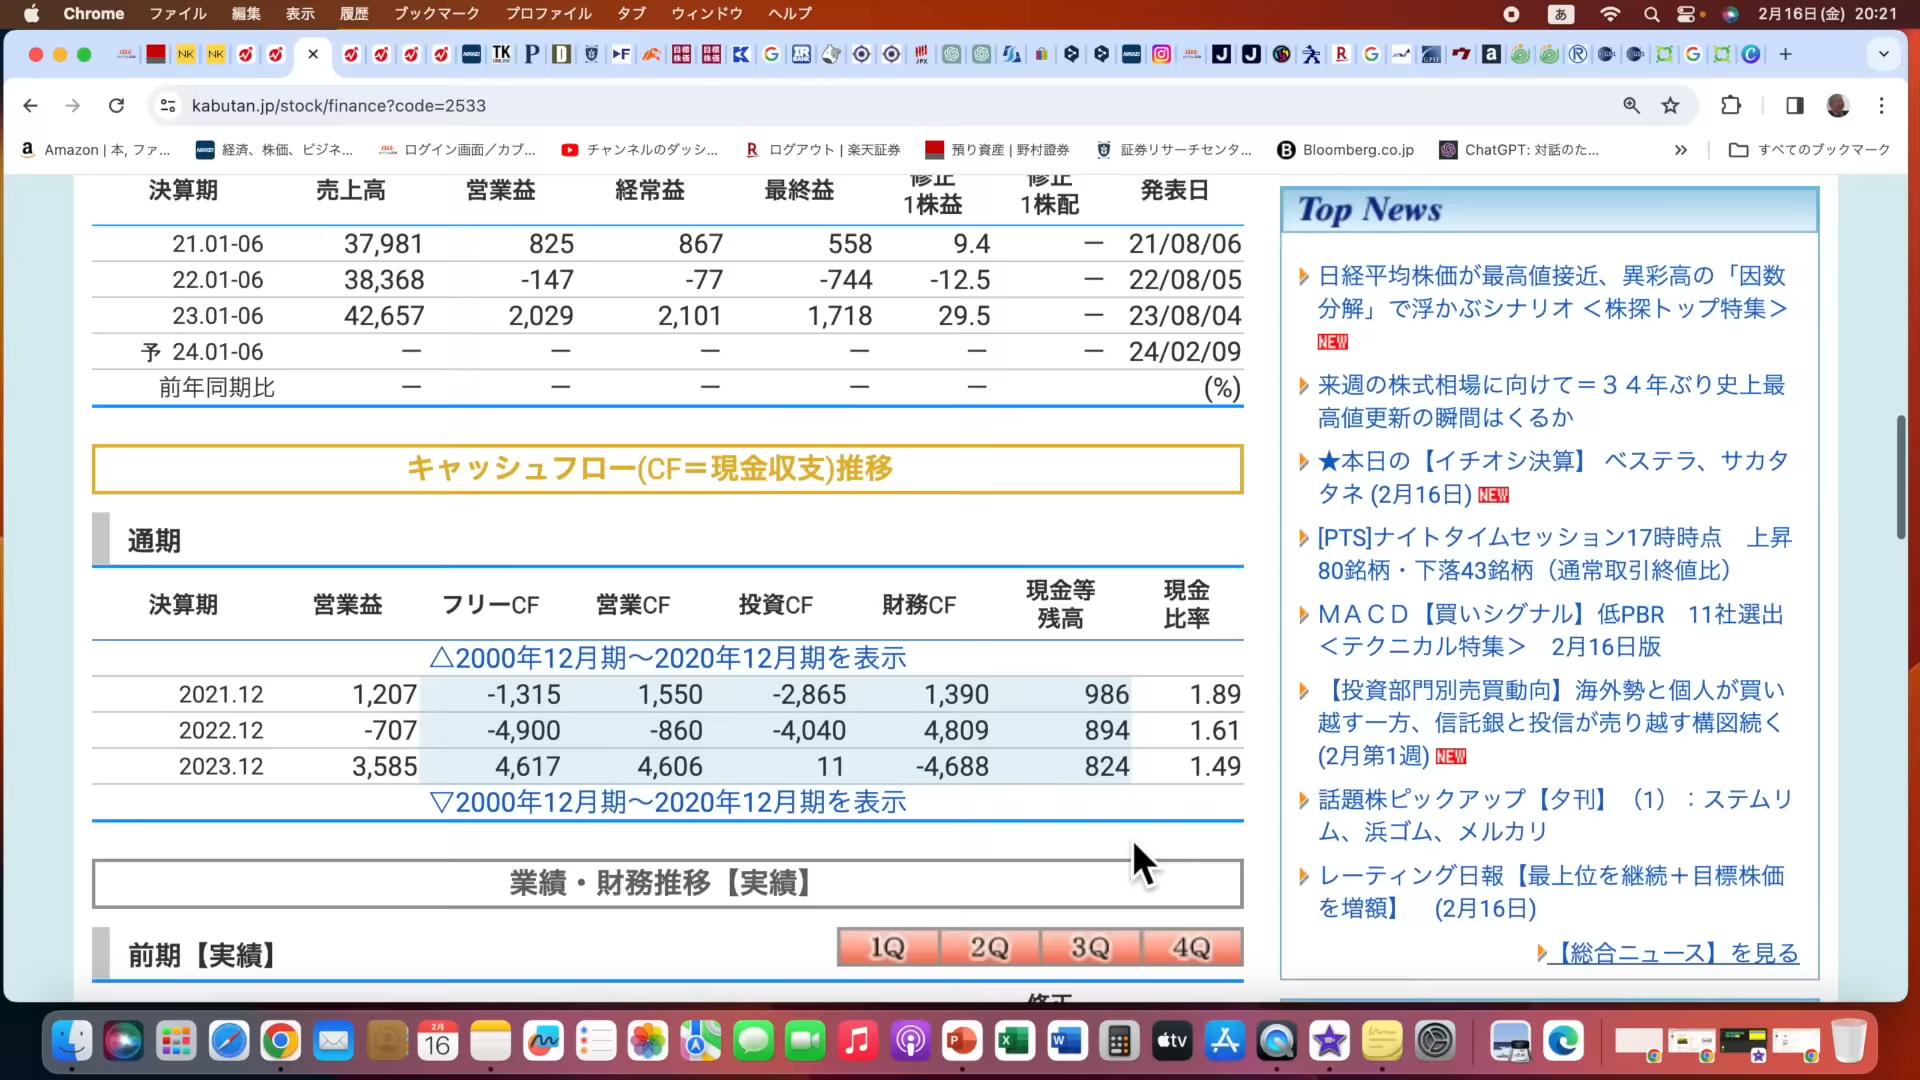 Chrome ファイル 編集 表示 履歴 ブックマーク プロファイル タブ ウィンドウ ヘルプ あ 2月16日(金) 20:21
kabutan.jp/stock/finance?code=2533
Amazon | 本, ファ... 経済、株価、ビジネ... ログイン画面／カブ... チャンネルのダッシ... ログアウト | 楽天証券 預り資産 | 野村證券 証券リサーチセンタ... Bloomberg.co.jp ChatGPT: 対話のた... » すべてのブックマーク
決算期 売上高 営業益 経常益 最終益 修正1株益 修正1株配 発表日
21.01-06 37,981 825 867 558 9.4 － 21/08/06
22.01-06 38,368 -147 -77 -744 -12.5 － 22/08/05
23.01-06 42,657 2,029 2,101 1,718 29.5 － 23/08/04
予 24.01-06 － － － － － － 24/02/09
前年同期比 － － － － － (%)
キャッシュフロー(CF＝現金収支)推移
通期
決算期 営業益 フリーCF 営業CF 投資CF 財務CF 現金等残高 現金比率
△2000年12月期～2020年12月期を表示
2021.12 1,207 -1,315 1,550 -2,865 1,390 986 1.89
2022.12 -707 -4,900 -860 -4,040 4,809 894 1.61
2023.12 3,585 4,617 4,606 11 -4,688 824 1.49
▽2000年12月期～2020年12月期を表示
業績・財務推移【実績】
前期【実績】 1Q 2Q 3Q 4Q
修正
Top News
日経平均株価が最高値接近、異彩高の「因数
分解」で浮かぶシナリオ ＜株探トップ特集＞
NEW
来週の株式相場に向けて＝３４年ぶり史上最
高値更新の瞬間はくるか
★本日の【イチオシ決算】 ベステラ、サカタ
タネ (2月16日) NEW
[PTS]ナイトタイムセッション17時時点 上昇
80銘柄・下落43銘柄（通常取引終値比）
ＭＡＣＤ【買いシグナル】低PBR 11社選出
＜テクニカル特集＞ 2月16日版
【投資部門別売買動向】海外勢と個人が買い
越す一方、信託銀と投信が売り越す構図続く
(2月第1週) NEW
話題株ピックアップ【夕刊】（1）：ステムリ
ム、浜ゴム、メルカリ
レーティング日報【最上位を継続＋目標株価
を増額】 (2月16日)
【総合ニュース】を見る